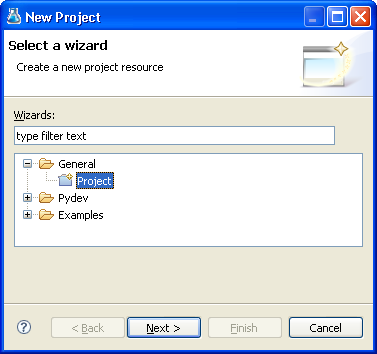 New Project
Select a wizard
Create a new project resource
Wizards:
type filter text
General
Project
Pydev
Examples
? < Back Next > Finish Cancel